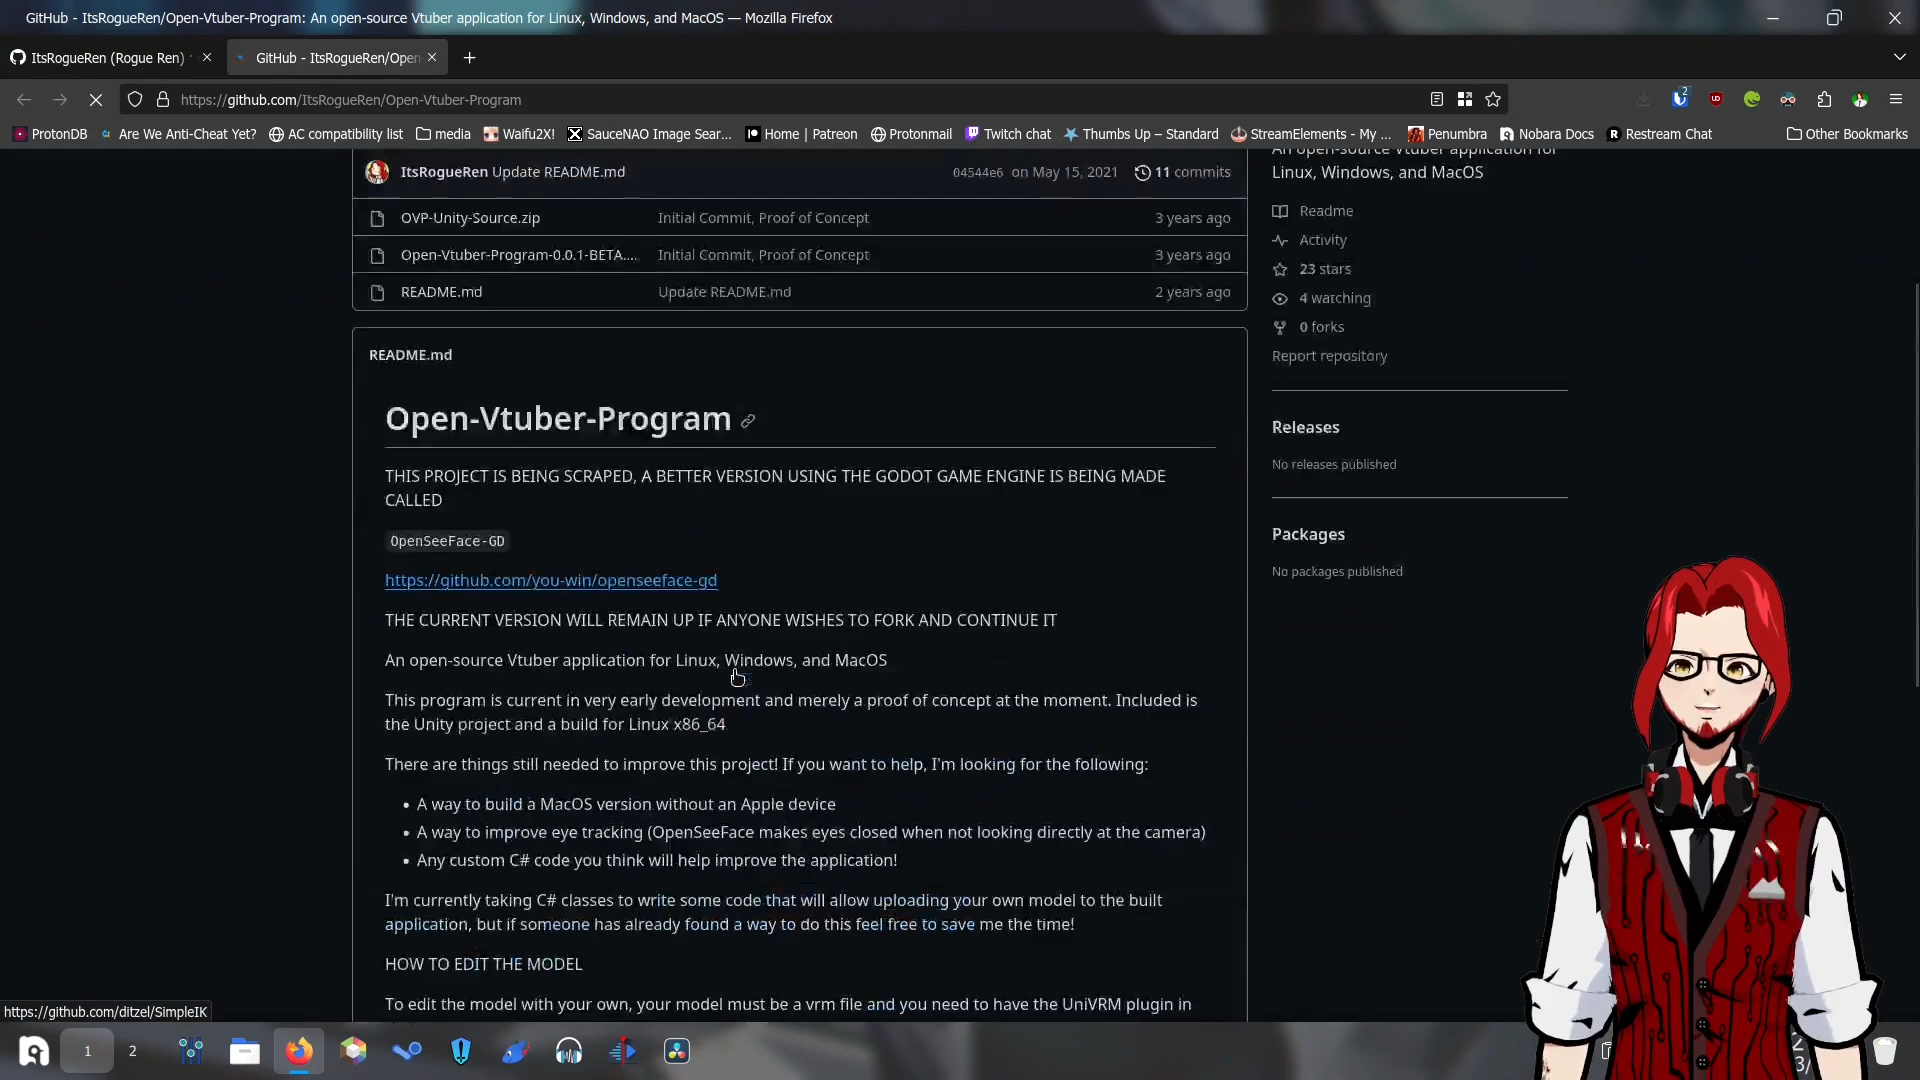 GitHub - ItsRogueRen/Open-Vtuber-Program: An open-source Vtuber application for Linux, Windows, and MacOS — Mozilla Firefox
ItsRogueRen (Rogue Ren)
GitHub - ItsRogueRen/Open
https://github.com/ItsRogueRen/Open-Vtuber-Program
2
ProtonDB
Are We Anti-Cheat Yet?
AC compatibility list
media
Waifu2X!
SauceNAO Image Sear...
Home | Patreon
Protonmail
Twitch chat
Thumbs Up – Standard
StreamElements - My ...
Penumbra
Nobara Docs
Restream Chat
Other Bookmarks
ItsRogueRen Update README.md
04544e6 on May 15, 2021
11 commits
OVP-Unity-Source.zip
Initial Commit, Proof of Concept
3 years ago
Open-Vtuber-Program-0.0.1-BETA....
Initial Commit, Proof of Concept
3 years ago
README.md
Update README.md
2 years ago
README.md
Open-Vtuber-Program
THIS PROJECT IS BEING SCRAPED, A BETTER VERSION USING THE GODOT GAME ENGINE IS BEING MADE
CALLED
OpenSeeFace-GD
https://github.com/you-win/openseeface-gd
THE CURRENT VERSION WILL REMAIN UP IF ANYONE WISHES TO FORK AND CONTINUE IT
An open-source Vtuber application for Linux, Windows, and MacOS
This program is current in very early development and merely a proof of concept at the moment. Included is
the Unity project and a build for Linux x86_64
There are things still needed to improve this project! If you want to help, I'm looking for the following:
• A way to build a MacOS version without an Apple device
• A way to improve eye tracking (OpenSeeFace makes eyes closed when not looking directly at the camera)
• Any custom C# code you think will help improve the application!
I'm currently taking C# classes to write some code that will allow uploading your own model to the built
application, but if someone has already found a way to do this feel free to save me the time!
HOW TO EDIT THE MODEL
To edit the model with your own, your model must be a vrm file and you need to have the UniVRM plugin in
An open-source Vtuber application for
Linux, Windows, and MacOS
Readme
Activity
23 stars
4 watching
0 forks
Report repository
Releases
No releases published
Packages
No packages published
https://github.com/ditzel/SimpleIK
1
2